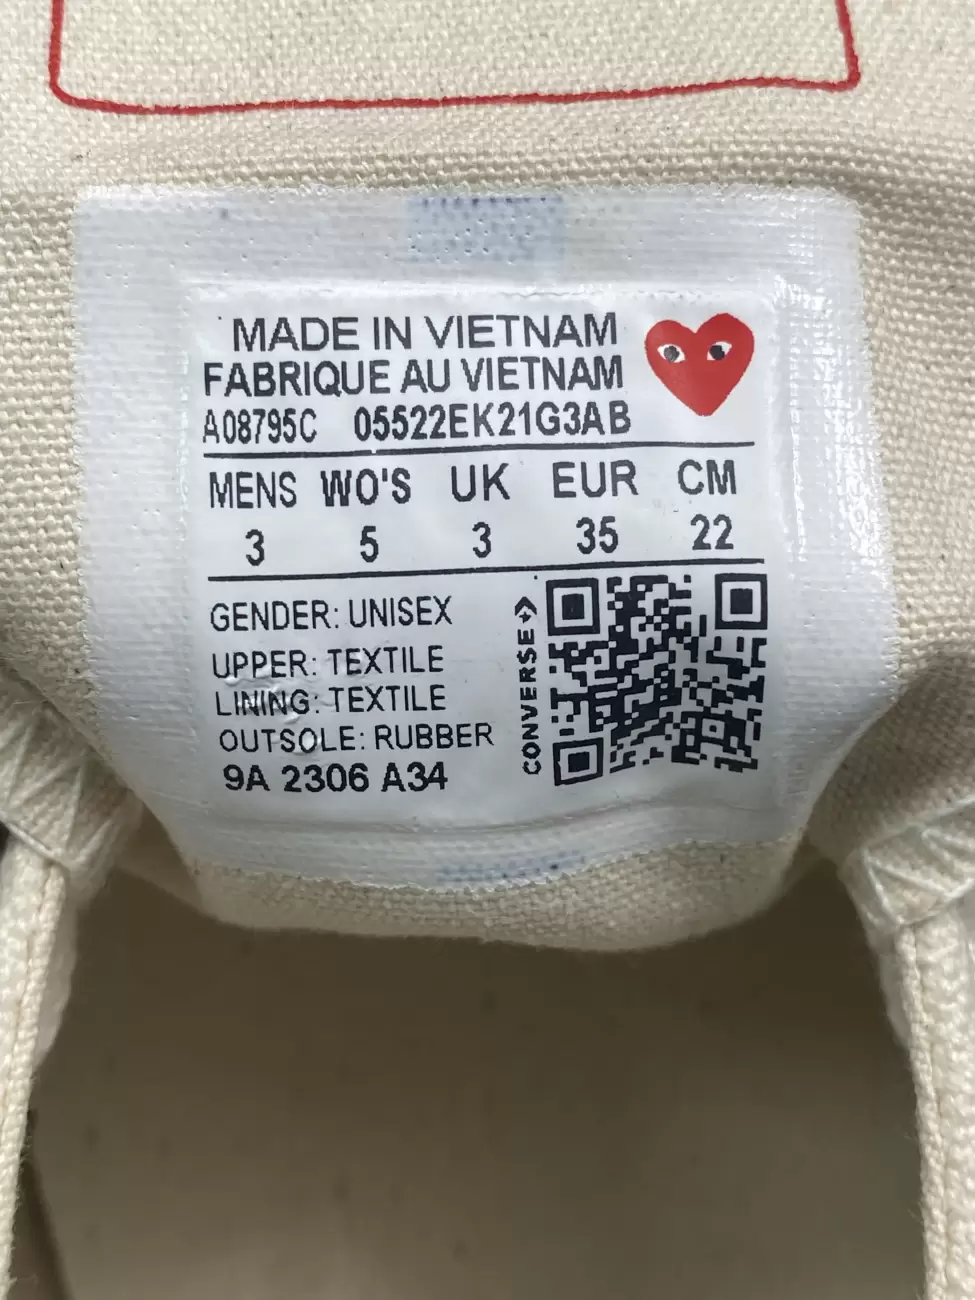 MADE IN VIETNAM
FABRIQUE AU VIETNAM
A08795C 05522EK21G3AB
MENS WO'S UK EUR CM
3 5 3 35 22
GENDER: UNISEX
UPPER: TEXTILE
LINING: TEXTILE
OUTSOLE: RUBBER
9A 2306 A34
CONVERSE